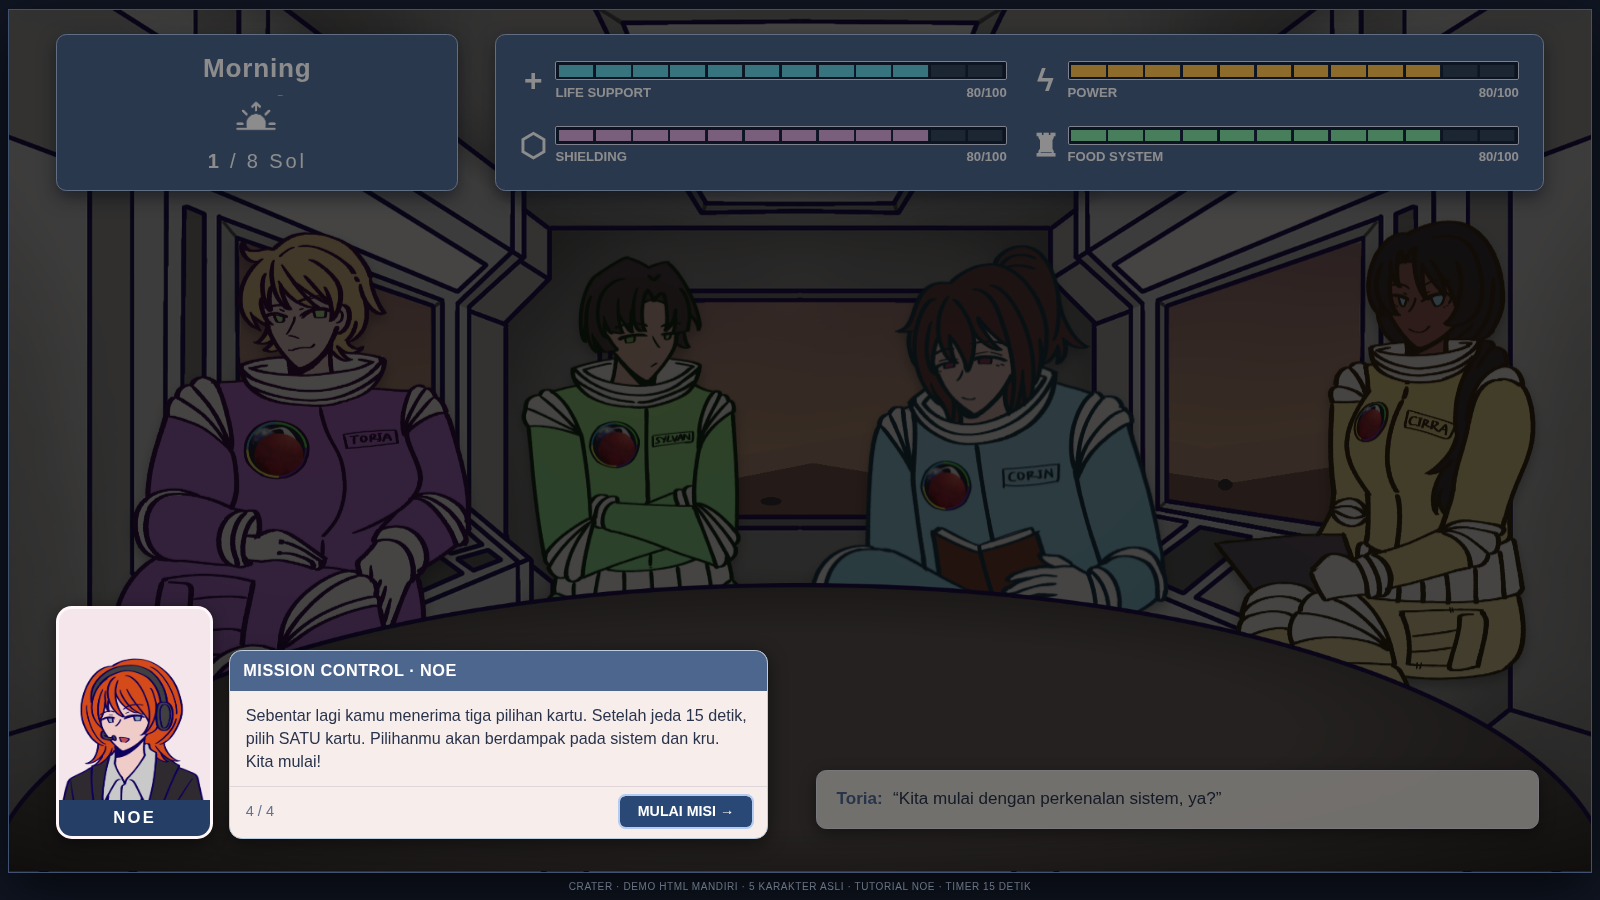 Morning
1 / 8 Sol
LIFE SUPPORT 80/100
POWER 80/100
SHIELDING 80/100
FOOD SYSTEM 80/100
TORIA
SYLVAN
CORIN
CIRRA
MISSION CONTROL · NOE
Sebentar lagi kamu menerima tiga pilihan kartu. Setelah jeda 15 detik,
pilih SATU kartu. Pilihanmu akan berdampak pada sistem dan kru.
Kita mulai!
4 / 4
MULAI MISI →
NOE
Toria: “Kita mulai dengan perkenalan sistem, ya?”
CRATER · DEMO HTML MANDIRI · 5 KARAKTER ASLI · TUTORIAL NOE · TIMER 15 DETIK